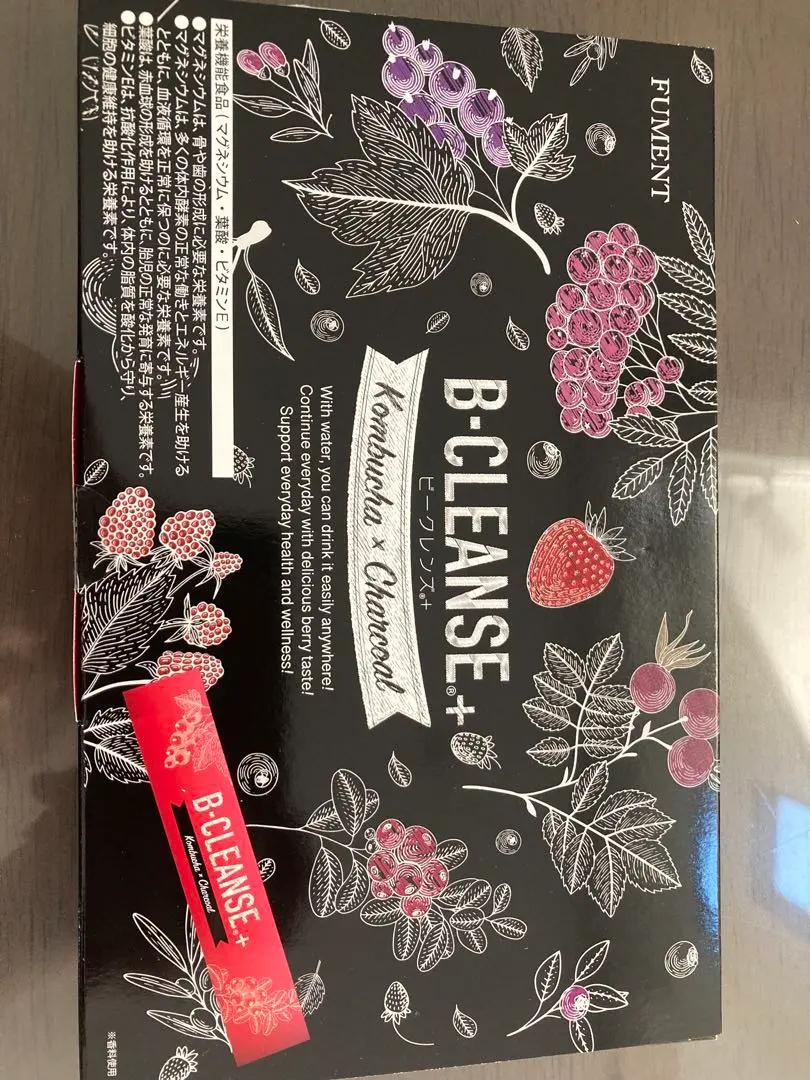 FUMENT
B·CLEANSE®+
ビークレンズ®+
Kombucha × Charcoal
With water, you can drink it easily anywhere!
Continue everyday with delicious berry taste!
Support everyday health and wellness!
栄養機能食品(マグネシウム・葉酸・ビタミンE)
●マグネシウムは、骨や歯の形成に必要な栄養素です。
●マグネシウムは、多くの体内酵素の正常な働きとエネルギー産生を助ける
とともに、血液循環を正常に保つのに必要な栄養素です。
●葉酸は、赤血球の形成を助けるとともに、胎児の正常な発育に寄与する栄養素です。
●ビタミンEは、抗酸化作用により、体内の脂質を酸化から守り、
細胞の健康維持を助ける栄養素です。
B·CLEANSE+
Kombucha × Charcoal
※香料使用